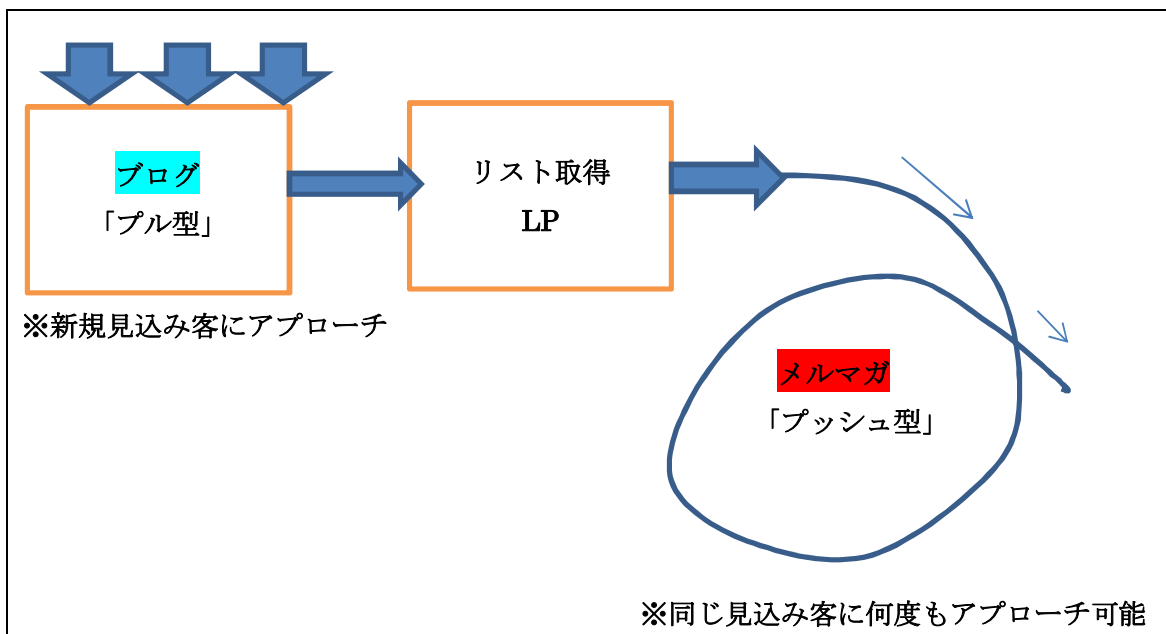 ブログ
「プル型」
リスト取得
LP
※新規見込み客にアプローチ
メルマガ
「プッシュ型」
※同じ見込み客に何度もアプローチ可能